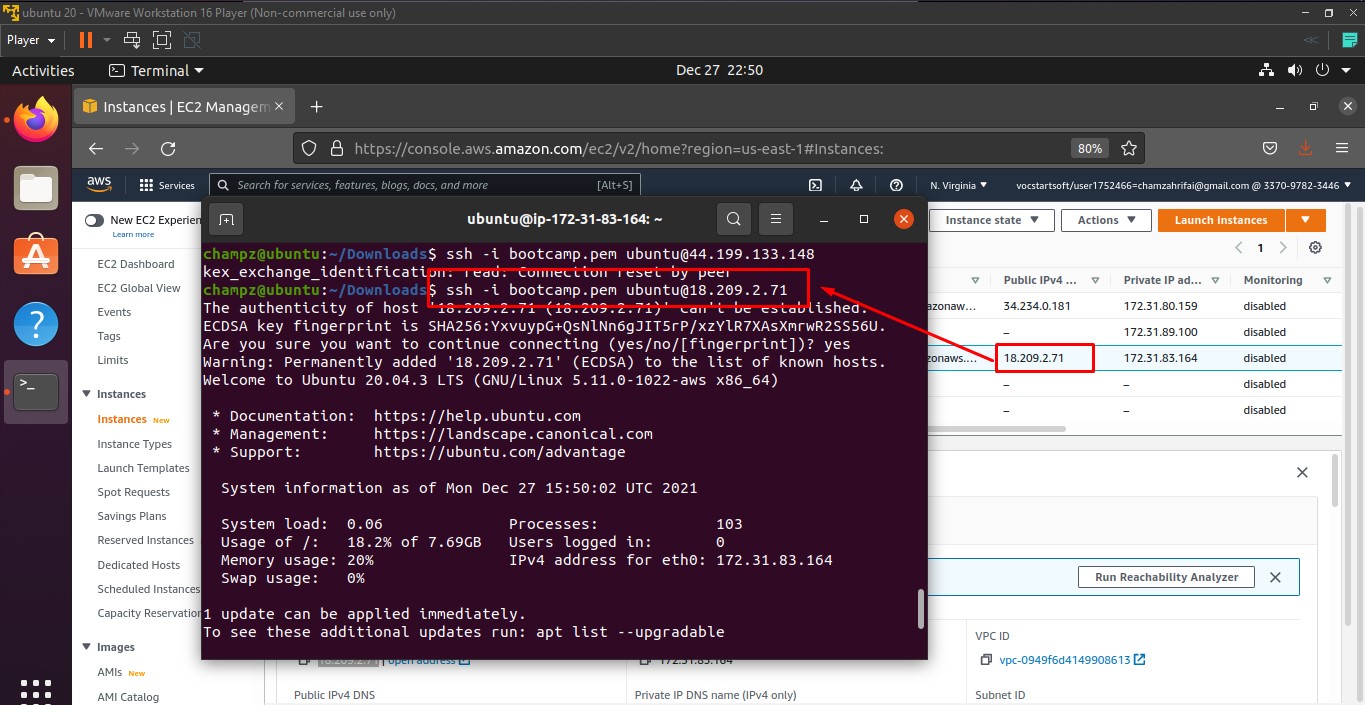 ubuntu 20 - VMware Workstation 16 Player (Non-commercial use only)
Player
Activities
Terminal
Dec 27 22:50
Instances | EC2 Managem
https://console.aws.amazon.com/ec2/v2/home?region=us-east-1#Instances:
80%
aws
Services
Search for services, features, blogs, docs, and more
[Alt+S]
N. Virginia
vocstartsoft/user1752466=chamzahrifai@gmail.com @ 3370-9782-3446
New EC2 Experien
Learn more
EC2 Dashboard
EC2 Global View
Events
Tags
Limits
Instances
Instances New
Instance Types
Launch Templates
Spot Requests
Savings Plans
Reserved Instances
Dedicated Hosts
Scheduled Instances
Capacity Reservation
Images
AMIs New
AMI Catalog
ubuntu@ip-172-31-83-164: ~
champz@ubuntu:~/Downloads$ ssh -i bootcamp.pem ubuntu@44.199.133.148
kex_exchange_identification: read: Connection reset by peer
champz@ubuntu:~/Downloads$ ssh -i bootcamp.pem ubuntu@18.209.2.71
The authenticity of host '18.209.2.71 (18.209.2.71)' can't be established.
ECDSA key fingerprint is SHA256:YxvuypG+QsNlNn6gJIT5rP/xzYlR7XAsXmrwR2SS56U.
Are you sure you want to continue connecting (yes/no/[fingerprint])? yes
Warning: Permanently added '18.209.2.71' (ECDSA) to the list of known hosts.
Welcome to Ubuntu 20.04.3 LTS (GNU/Linux 5.11.0-1022-aws x86_64)
* Documentation: https://help.ubuntu.com
* Management: https://landscape.canonical.com
* Support: https://ubuntu.com/advantage
System information as of Mon Dec 27 15:50:02 UTC 2021
System load: 0.06 Processes: 103
Usage of /: 18.2% of 7.69GB Users logged in: 0
Memory usage: 20% IPv4 address for eth0: 172.31.83.164
Swap usage: 0%
1 update can be applied immediately.
To see these additional updates run: apt list --upgradable
Instance state
Actions
Launch instances
1
Public IPv4 ...
Private IP ad...
Monitoring
azonaw...
34.234.0.181
172.31.80.159
disabled
–
172.31.89.100
disabled
zonaws....
18.209.2.71
172.31.83.164
disabled
–
–
disabled
–
–
disabled
Run Reachability Analyzer
18.209.2.71 | open address
172.31.83.164
VPC ID
vpc-0949f6d4149908613
Public IPv4 DNS
Private IP DNS name (IPv4 only)
Subnet ID